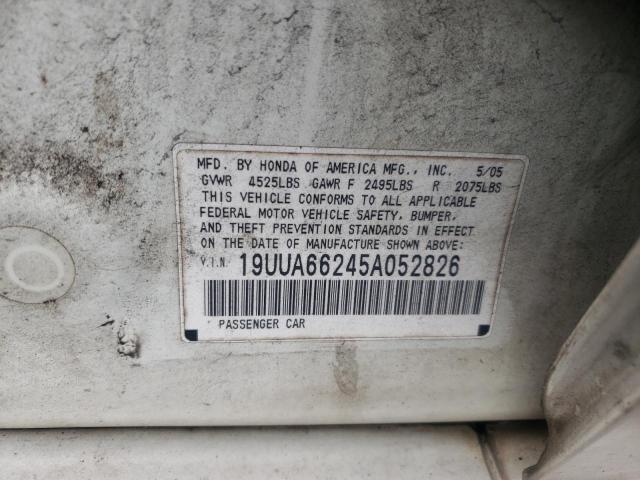 MFD. BY HONDA OF AMERICA MFG., INC. 5/05
GVWR 4525LBS GAWR F 2495LBS R 2075LBS
THIS VEHICLE CONFORMS TO ALL APPLICABLE
FEDERAL MOTOR VEHICLE SAFETY, BUMPER,
AND THEFT PREVENTION STANDARDS IN EFFECT
ON THE DATE OF MANUFACTURE SHOWN ABOVE:
V.I.N. 19UUA66245A052826
PASSENGER CAR